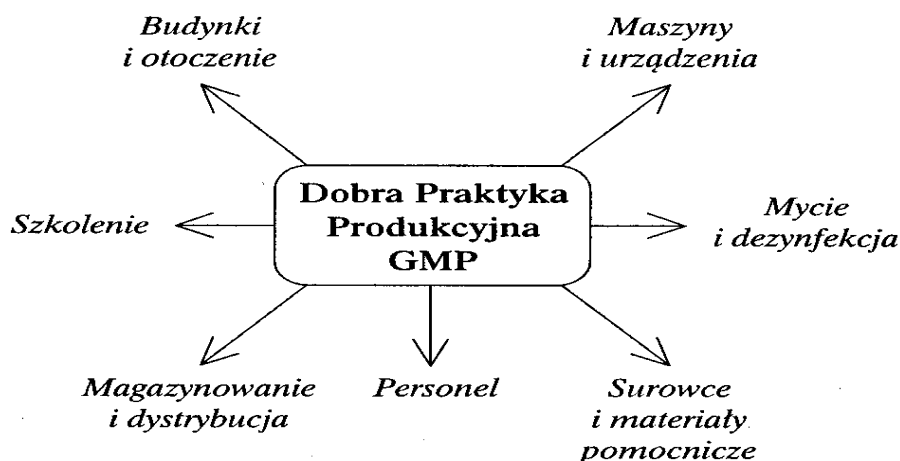 Budynki
i otoczenie
Maszyny
i urządzenia
Dobra Praktyka
Produkcyjna
GMP
Szkolenie
Mycie
i dezynfekcja
Magazynowanie
i dystrybucja
Personel
Surowce
i materiały
pomocnicze